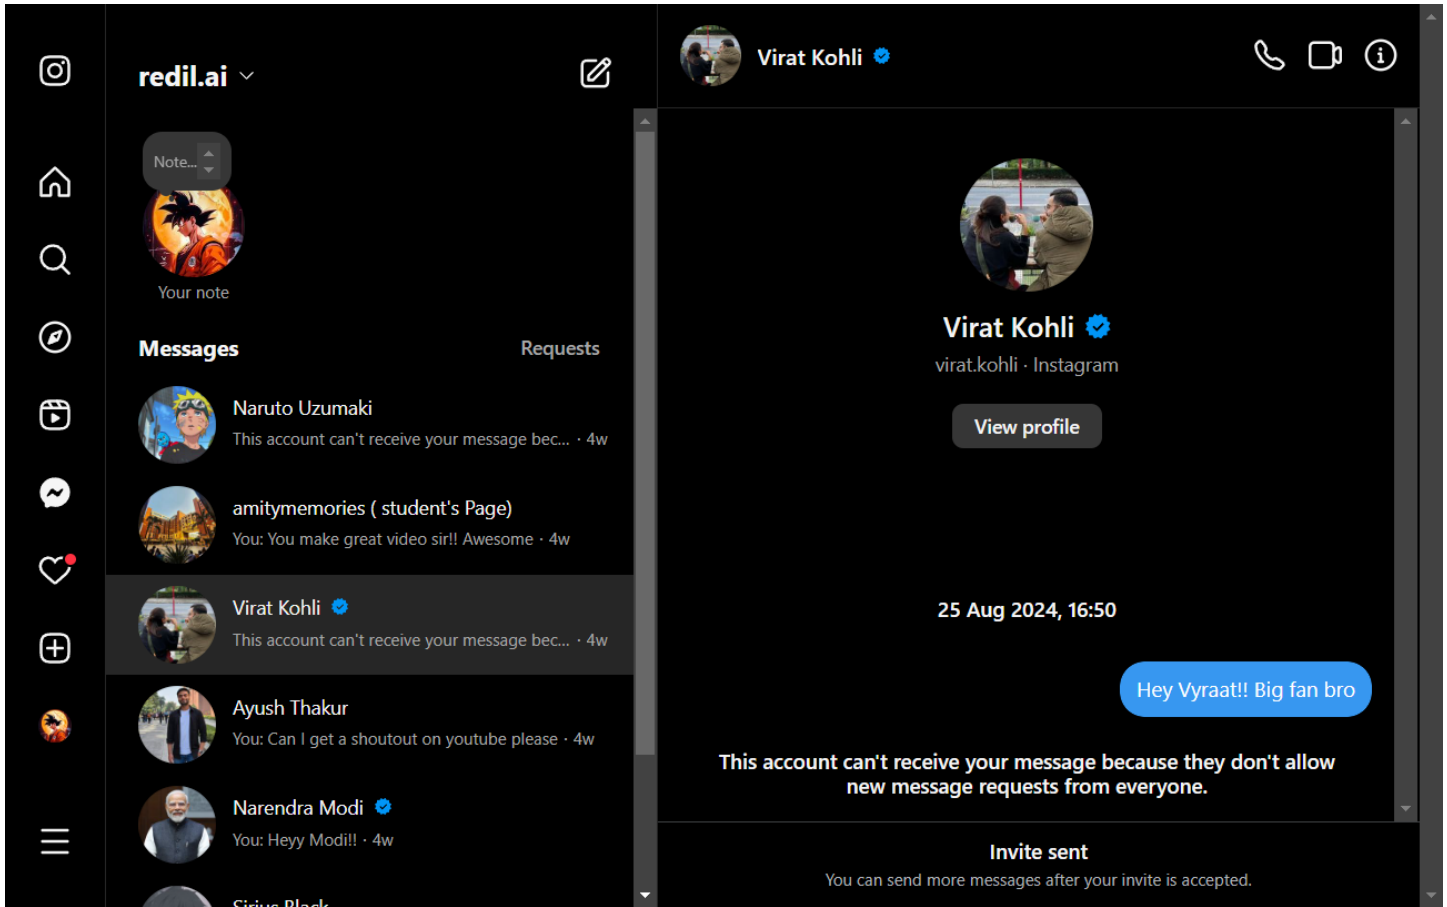 redil.ai
Note...
Your note
Messages
Requests
Naruto Uzumaki
This account can't receive your message bec... · 4w
amitymemories ( student's Page)
You: You make great video sir!! Awesome · 4w
Virat Kohli
This account can't receive your message bec... · 4w
Ayush Thakur
You: Can I get a shoutout on youtube please · 4w
Narendra Modi
You: Heyy Modi!! · 4w
Sirius Black
Virat Kohli
Virat Kohli
virat.kohli · Instagram
View profile
25 Aug 2024, 16:50
Hey Vyraat!! Big fan bro
This account can't receive your message because they don't allow
new message requests from everyone.
Invite sent
You can send more messages after your invite is accepted.